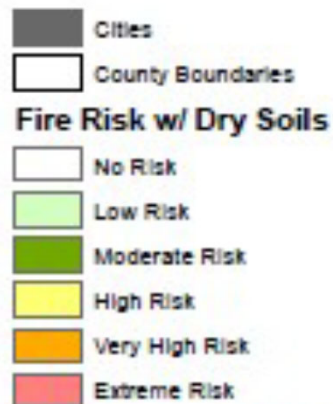 Cities
County Boundaries
Fire Risk w/ Dry Soils
No Risk
Low Risk
Moderate Risk
High Risk
Very High Risk
Extreme Risk